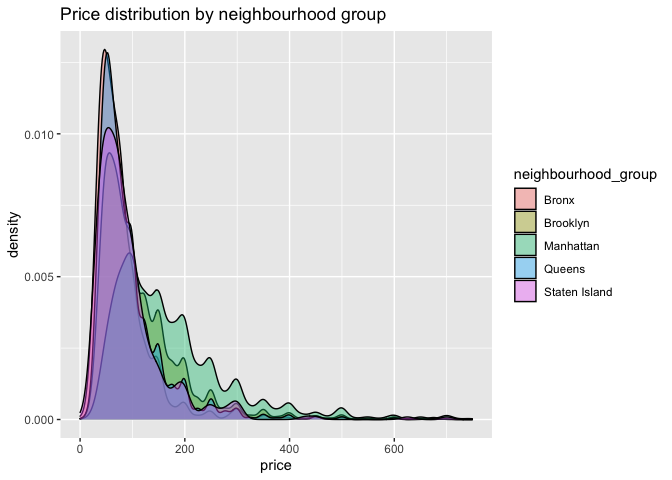 Price distribution by neighbourhood group
density
0.010
0.005
0.000
0
200
400
600
price
neighbourhood_group
Bronx
Brooklyn
Manhattan
Queens
Staten Island